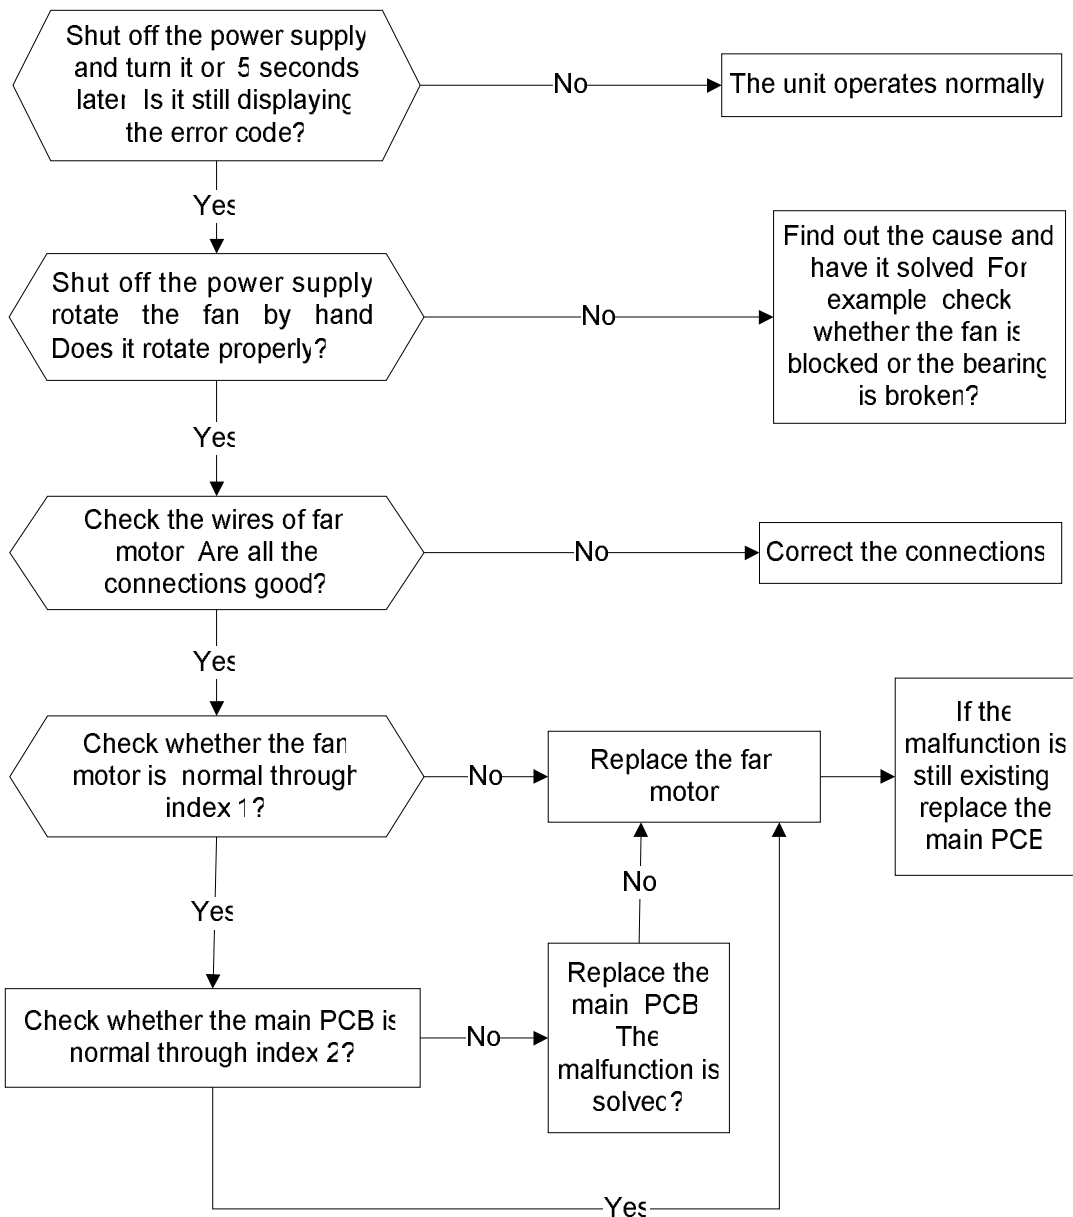 Shut off the power supply
and turn it or 5 seconds
later Is it still displaying
the error code?
No
The unit operates normally
Yes
Shut off the power supply
rotate the fan by hand
Does it rotate properly?
No
Find out the cause and
have it solved For
example check
whether the fan is
blocked or the bearing
is broken?
Yes
Check the wires of far
motor Are all the
connections good?
No
Correct the connections
Yes
Check whether the fan
motor is normal through
index 1?
No
Replace the far
motor
If the
malfunction is
still existing
replace the
main PCE
Yes
No
Check whether the main PCB is
normal through index 2?
No
Replace the
main PCB
The
malfunction is
solved?
Yes